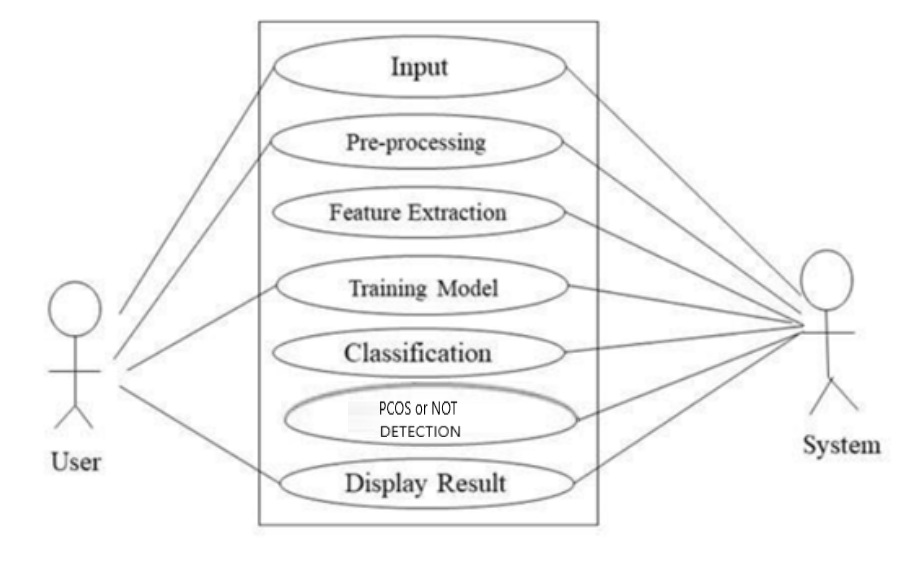 Input
Pre-processing
Feature Extraction
Training Model
Classification
PCOS or NOT
DETECTION
Display Result
User
System